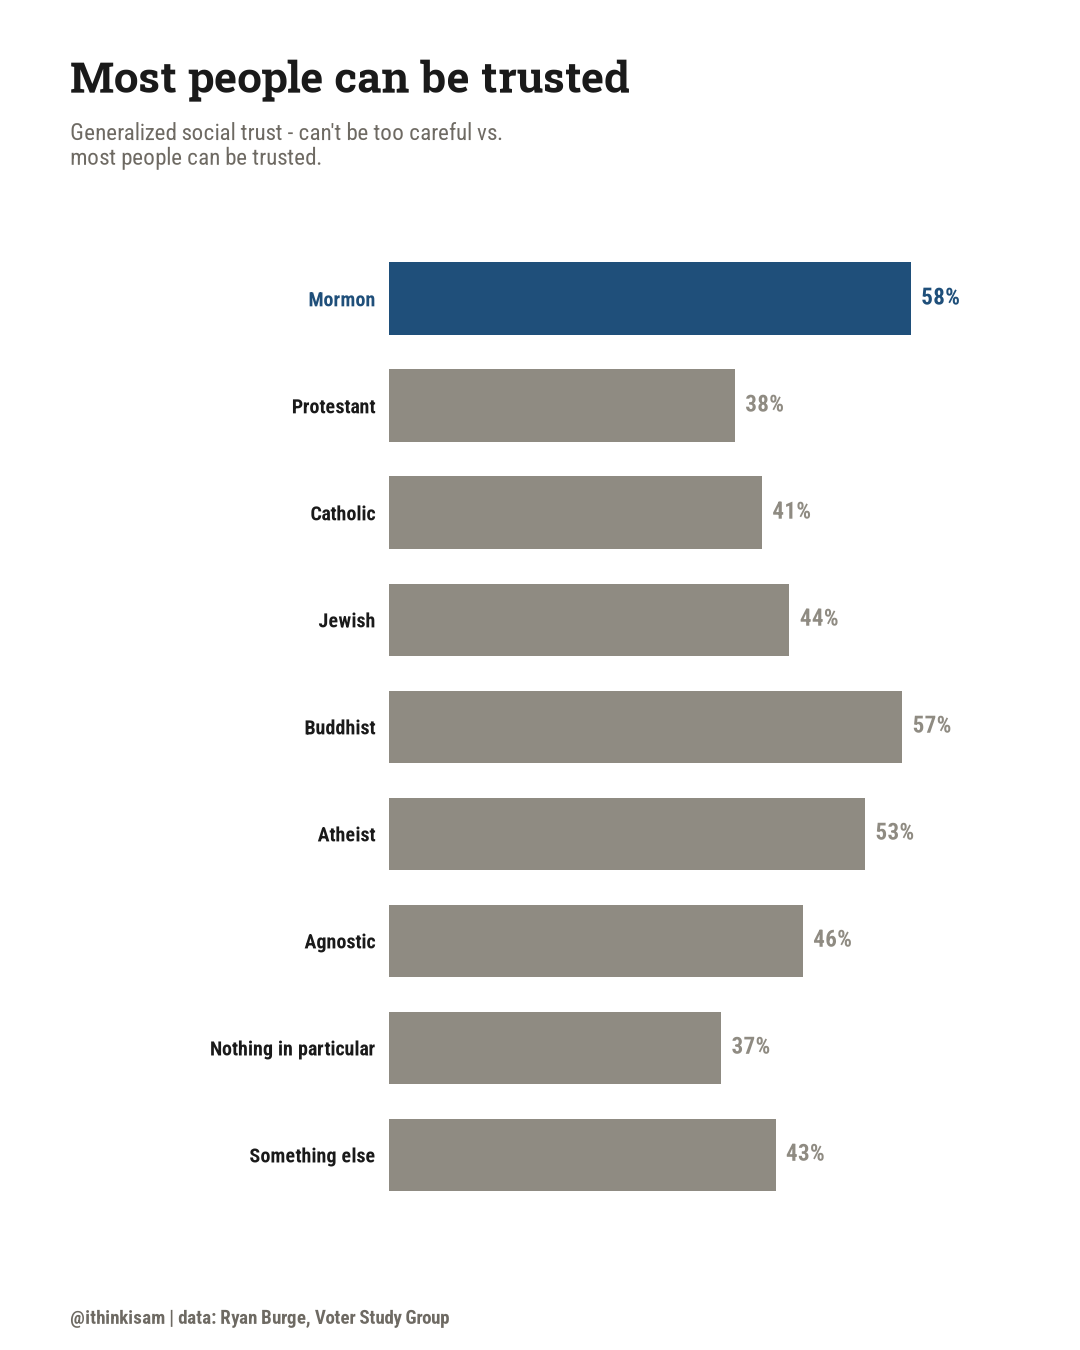 Most people can be trusted
Generalized social trust - can't be too careful vs.
most people can be trusted.
Mormon 58%
Protestant 38%
Catholic 41%
Jewish 44%
Buddhist 57%
Atheist 53%
Agnostic 46%
Nothing in particular 37%
Something else 43%
@ithinkisam | data: Ryan Burge, Voter Study Group